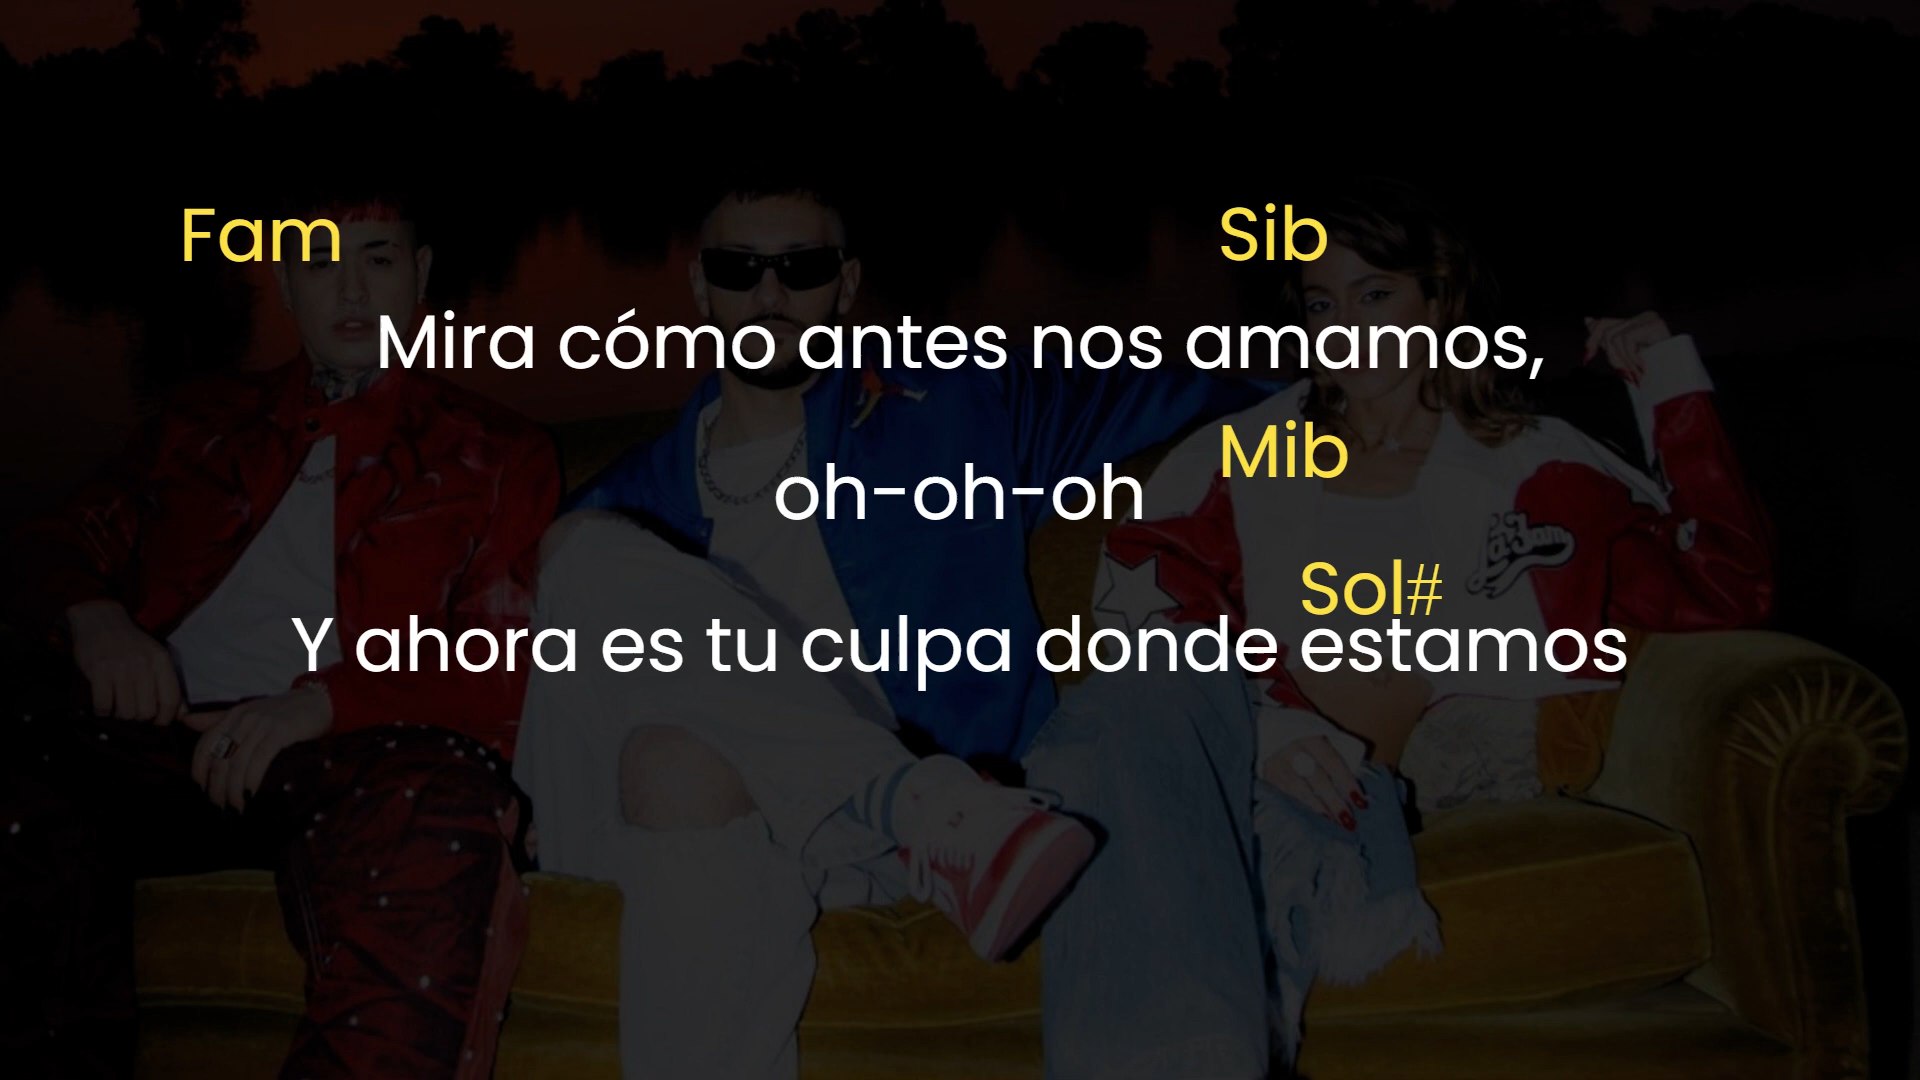 Fam Sib
Mira cómo antes nos amamos,
Mib
oh-oh-oh
Sol#
Y ahora es tu culpa donde estamos